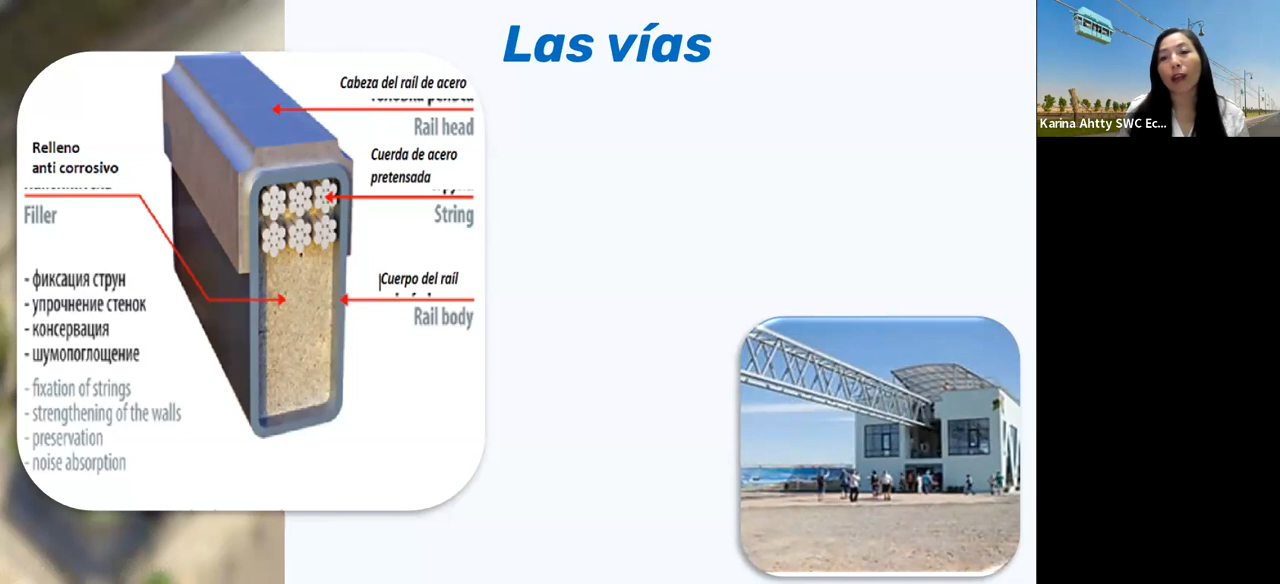 Las vías
Cabeza del raíl de acero
Rail head
Cuerda de acero
pretensada
String
Relleno
anti corrosivo
Filler
Cuerpo del raíl
Rail body
- фиксация струн
- упрочнение стенок
- консервация
- шумопоглощение
- fixation of strings
- strengthening of the walls
- preservation
- noise absorption
Karina Ahtty SWC Ec...